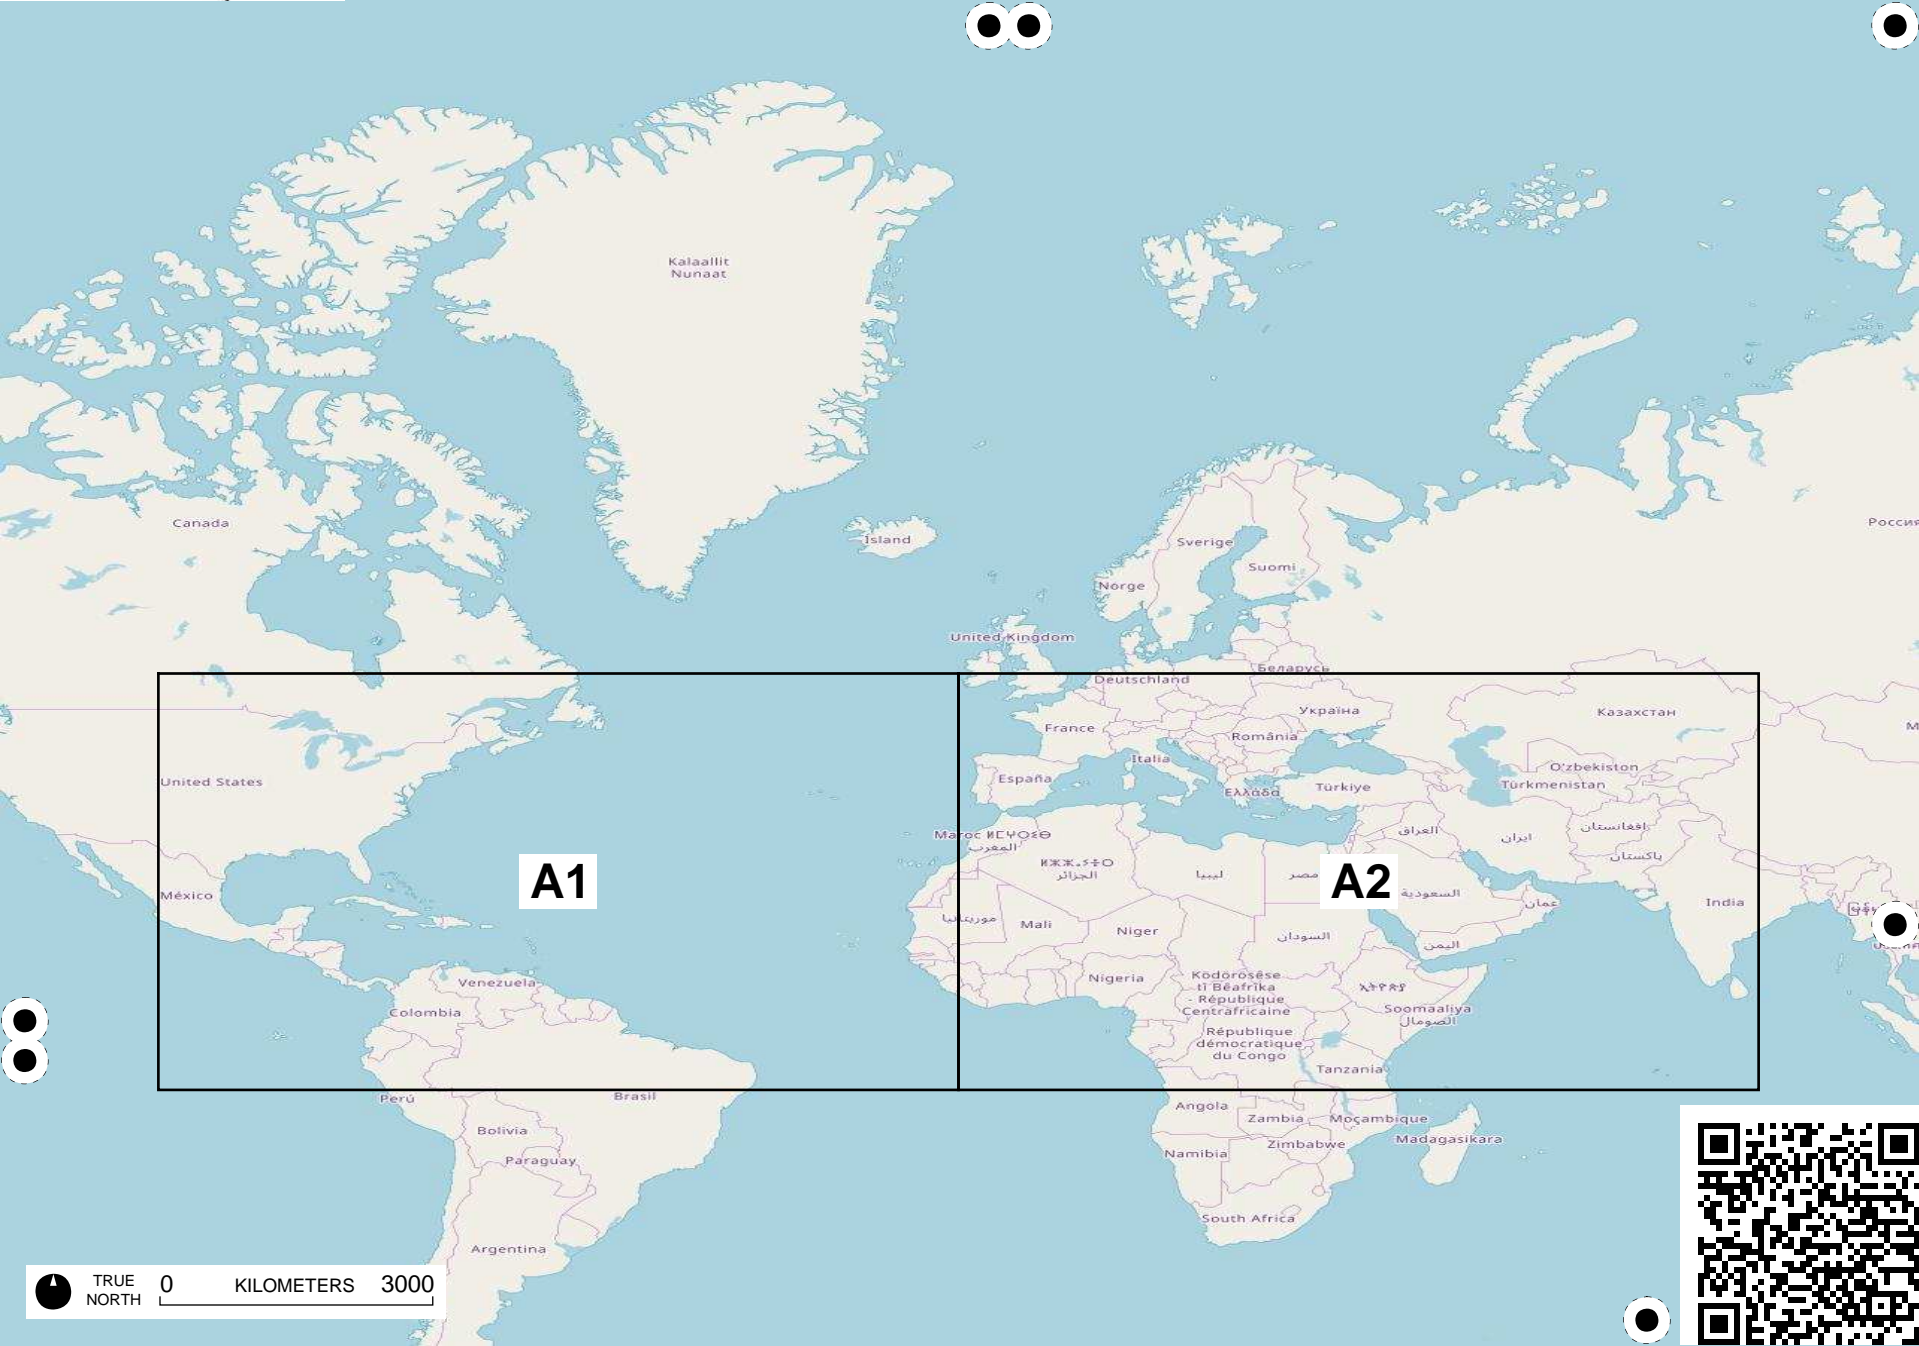 Kalaallit
Nunaat
Canada
Россия
Ísland
Sverige
Suomi
Norge
United Kingdom
Беларусь
Deutschland
Україна
Казахстан
France
România
Italia
O'zbekiston
España
Türkiye
Türkmenistan
United States
Ελλάδα
Maroc ⵍⵎⵖⵔⵉⴱ
المغرب
العراق
ایران
افغانستان
پاکستان
الجزائر
ليبيا
مصر
السعودية
A1
A2
México
India
عمان
موريتانيا
Mali
Niger
السودان
اليمن
Venezuela
Nigeria
Ködörösêse
tî Bêafrîka
- République
Centrafricaine
Colombia
Soomaaliya
الصومال
République
démocratique
du Congo
Tanzania
Perú
Brasil
Angola
Zambia
Moçambique
Bolivia
Zimbabwe
Madagasikara
Paraguay
Namibia
South Africa
Argentina
TRUE
NORTH
0 KILOMETERS 3000